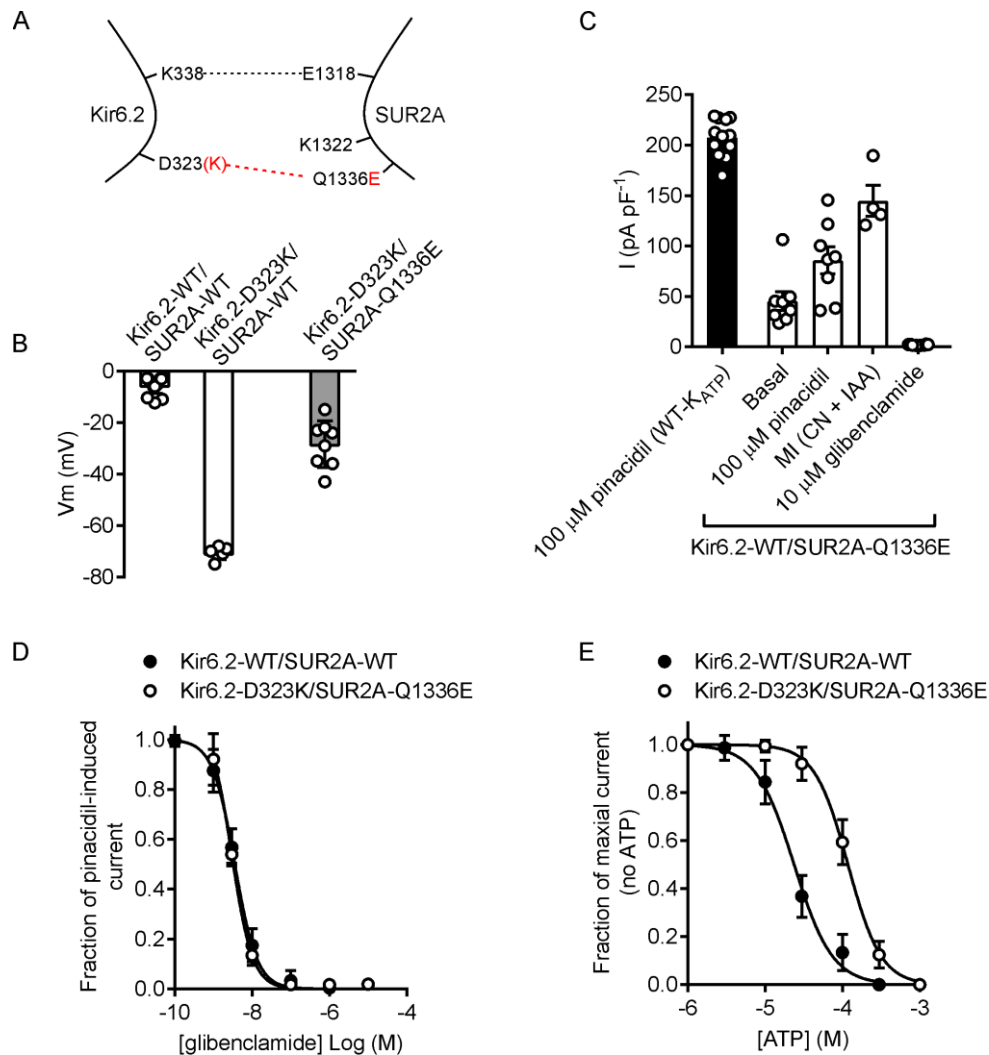 A
K338
E1318
Kir6.2
SUR2A
K1322
D323(K)
Q1336E
B
Kir6.2-WT/
SUR2A-WT
Kir6.2-D323K/
SUR2A-WT
Kir6.2-D323K/
SUR2A-Q1336E
Vm (mV)
0
-20
-40
-60
-80
C
I (pA pF⁻¹)
250
200
150
100
50
0
100 μM pinacidil (WT-KATP)
Basal
100 μM pinacidil
MI (CN + IAA)
10 μM glibenclamide
Kir6.2-WT/SUR2A-Q1336E
D
Kir6.2-WT/SUR2A-WT
Kir6.2-D323K/SUR2A-Q1336E
Fraction of pinacidil-induced
current
1.0
0.8
0.6
0.4
0.2
0.0
-10
-8
-6
-4
[glibenclamide] Log (M)
E
Kir6.2-WT/SUR2A-WT
Kir6.2-D323K/SUR2A-Q1336E
Fraction of maxial current
(no ATP)
1.0
0.8
0.6
0.4
0.2
0.0
-6
-5
-4
-3
[ATP] (M)